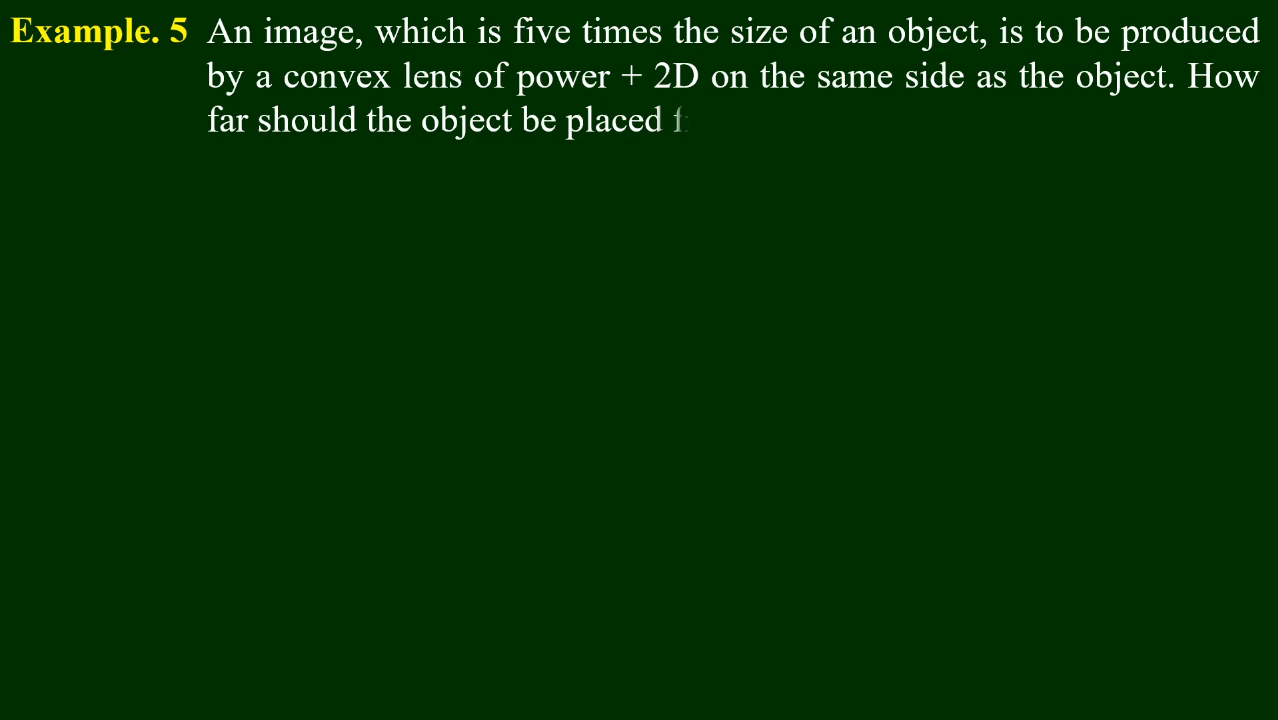 Example. 5 An image, which is five times the size of an object, is to be produced
by a convex lens of power + 2D on the same side as the object. How
far should the object be placed